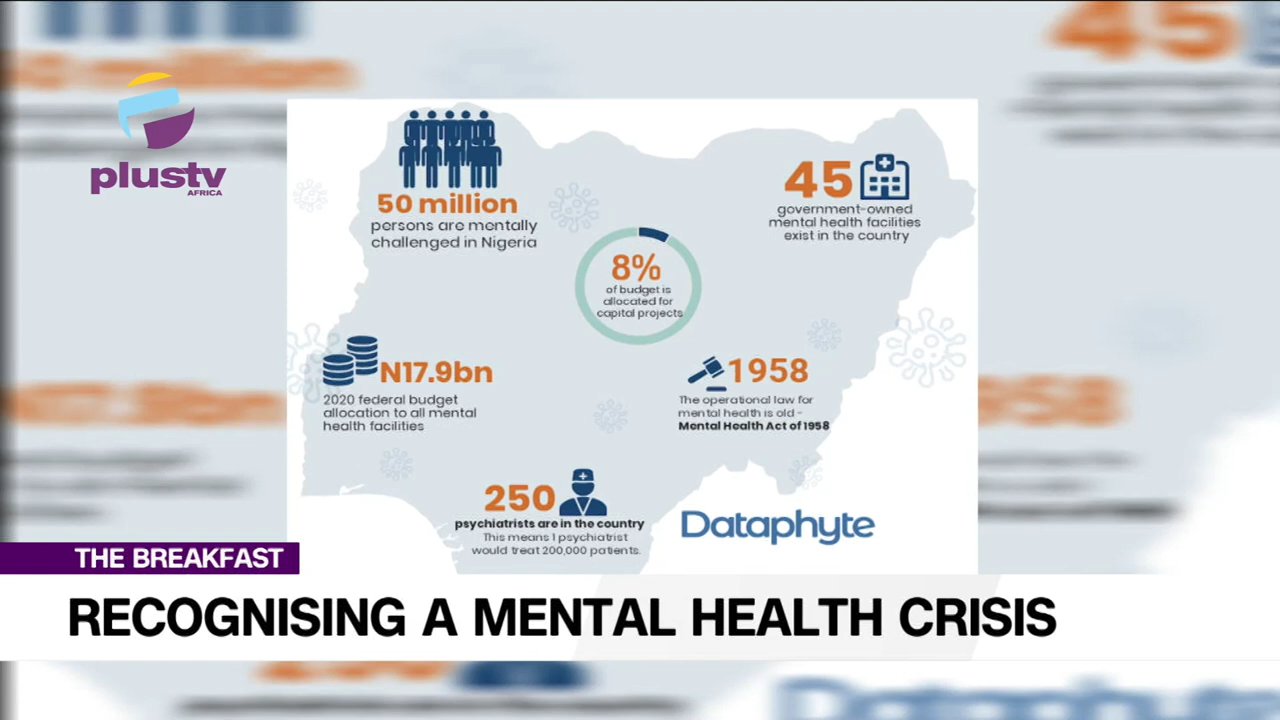 plustv
AFRICA
50 million
persons are mentally
challenged in Nigeria
45
government-owned
mental health facilities
exist in the country
8%
of budget is
allocated for
capital projects
N17.9bn
2020 federal budget
allocation to all mental
health facilities
1958
The operational law for
mental health is old -
Mental Health Act of 1958
250
psychiatrists are in the country
This means 1 psychiatrist
would treat 200,000 patients.
Dataphyte
THE BREAKFAST
RECOGNISING A MENTAL HEALTH CRISIS
45
Dataphyte